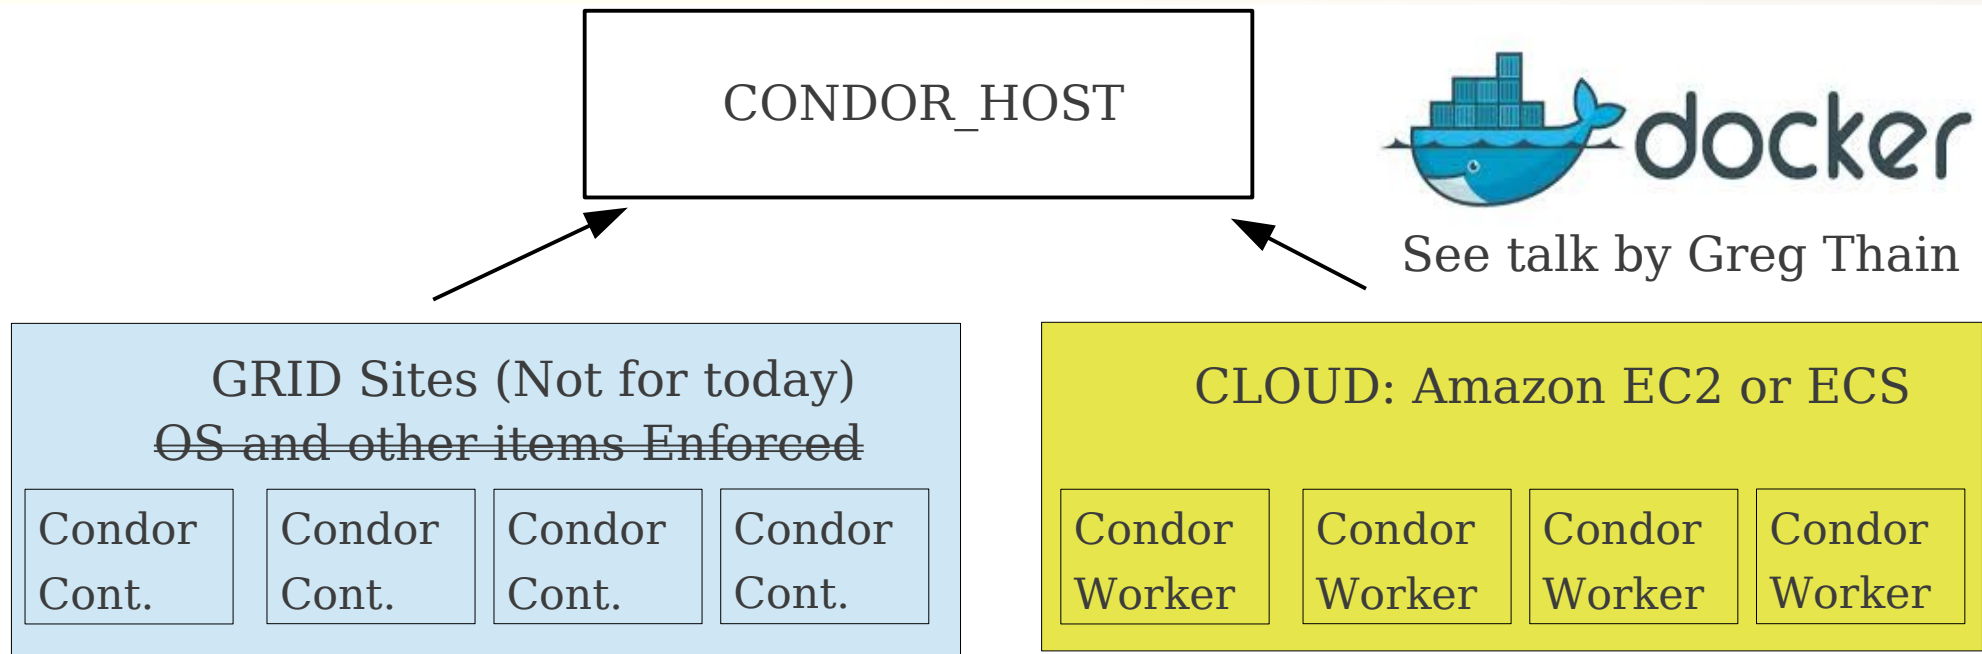 CONDOR_HOST
docker
See talk by Greg Thain
GRID Sites (Not for today)
OS and other items Enforced
Condor
Cont.
Condor
Cont.
Condor
Cont.
Condor
Cont.
CLOUD: Amazon EC2 or ECS
Condor
Worker
Condor
Worker
Condor
Worker
Condor
Worker